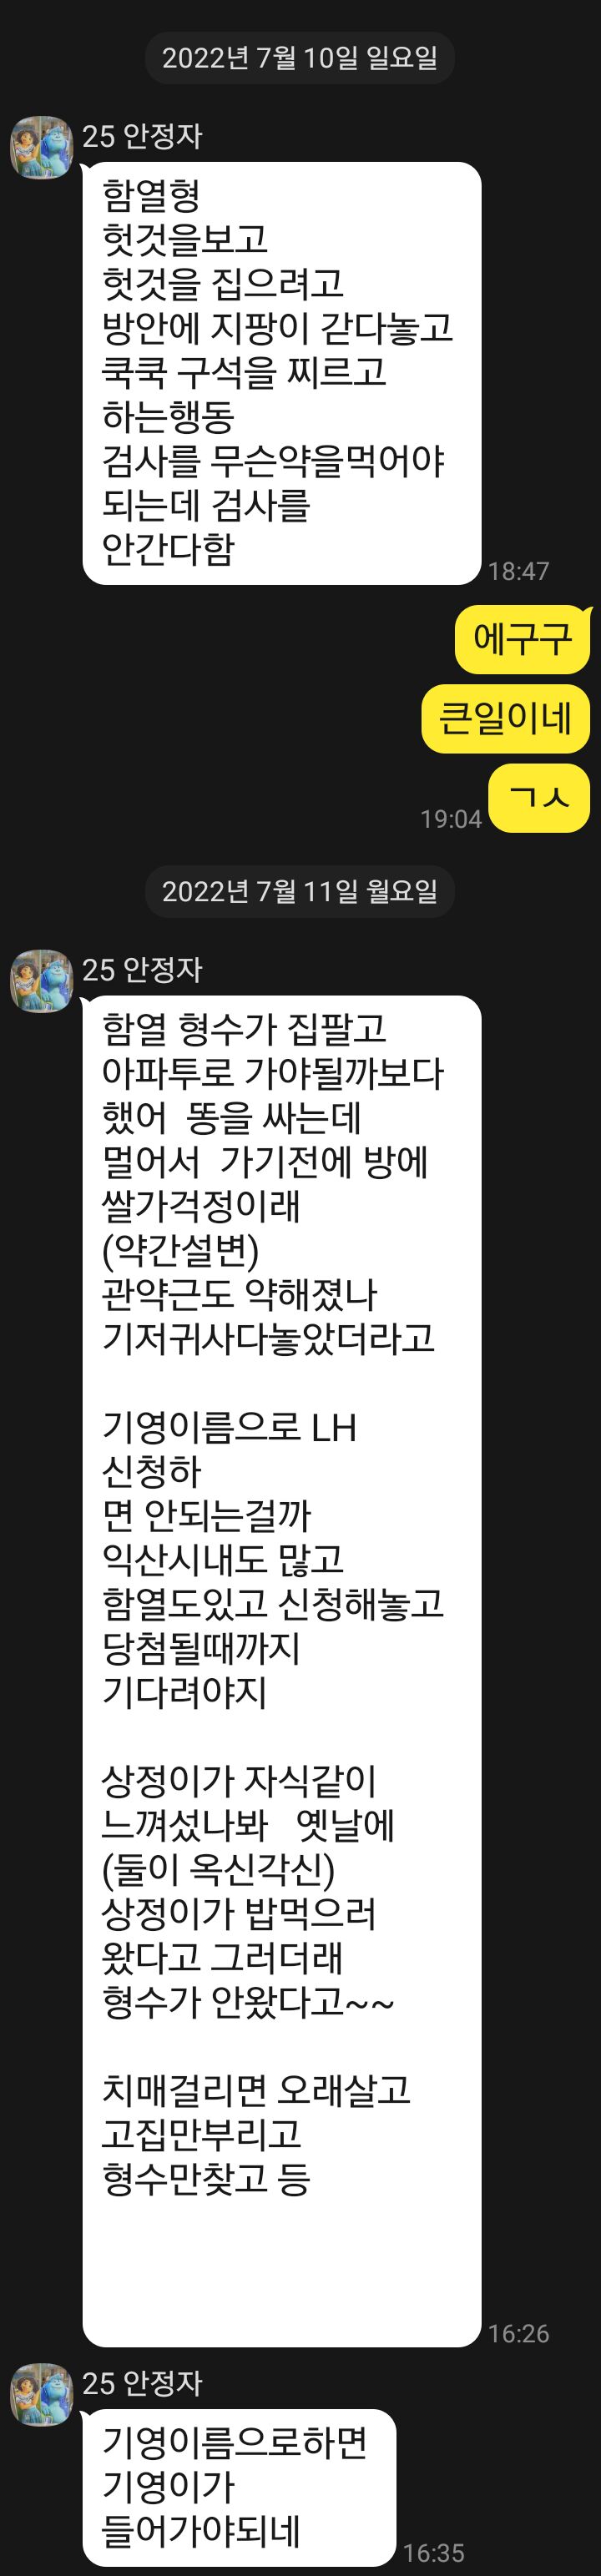 2022년 7월 10일 일요일
25 안정자
함열형
헛것을보고
헛것을 집으려고
방안에 지팡이 갇다놓고
쿡쿡 구석을 찌르고
하는행동
검사를 무슨약을먹어야
되는데 검사를
안간다함
18:47
에구구
큰일이네
ㄱㅅ
19:04
2022년 7월 11일 월요일
25 안정자
함열 형수가 집팔고
아파투로 가야될까보다
했어 똥을 싸는데
멀어서 가기전에 방에
쌀가걱정이래
(약간설변)
관약근도 약해졌나
기저귀사다놓았더라고
기영이름으로 LH
신청하
면 안되는걸까
익산시내도 많고
함열도있고 신청해놓고
당첨될때까지
기다려야지
상정이가 자식같이
느껴섰나봐 옛날에
(둘이 옥신각신)
상정이가 밥먹으러
왔다고 그러더래
형수가 안왔다고~~
치매걸리면 오래살고
고집만부리고
형수만찾고 등
16:26
25 안정자
기영이름으로하면
기영이가
들어가야되네
16:35